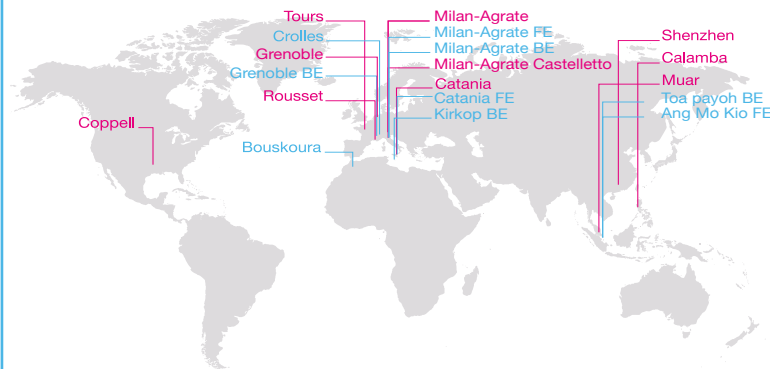 Tours
Crolles
Grenoble
Grenoble BE
Rousset
Coppell
Bouskoura
Milan-Agrate
Milan-Agrate FE
Milan-Agrate BE
Milan-Agrate Castelletto
Catania
Catania FE
Kirkop BE
Shenzhen
Calamba
Muar
Toa payoh BE
Ang Mo Kio FE